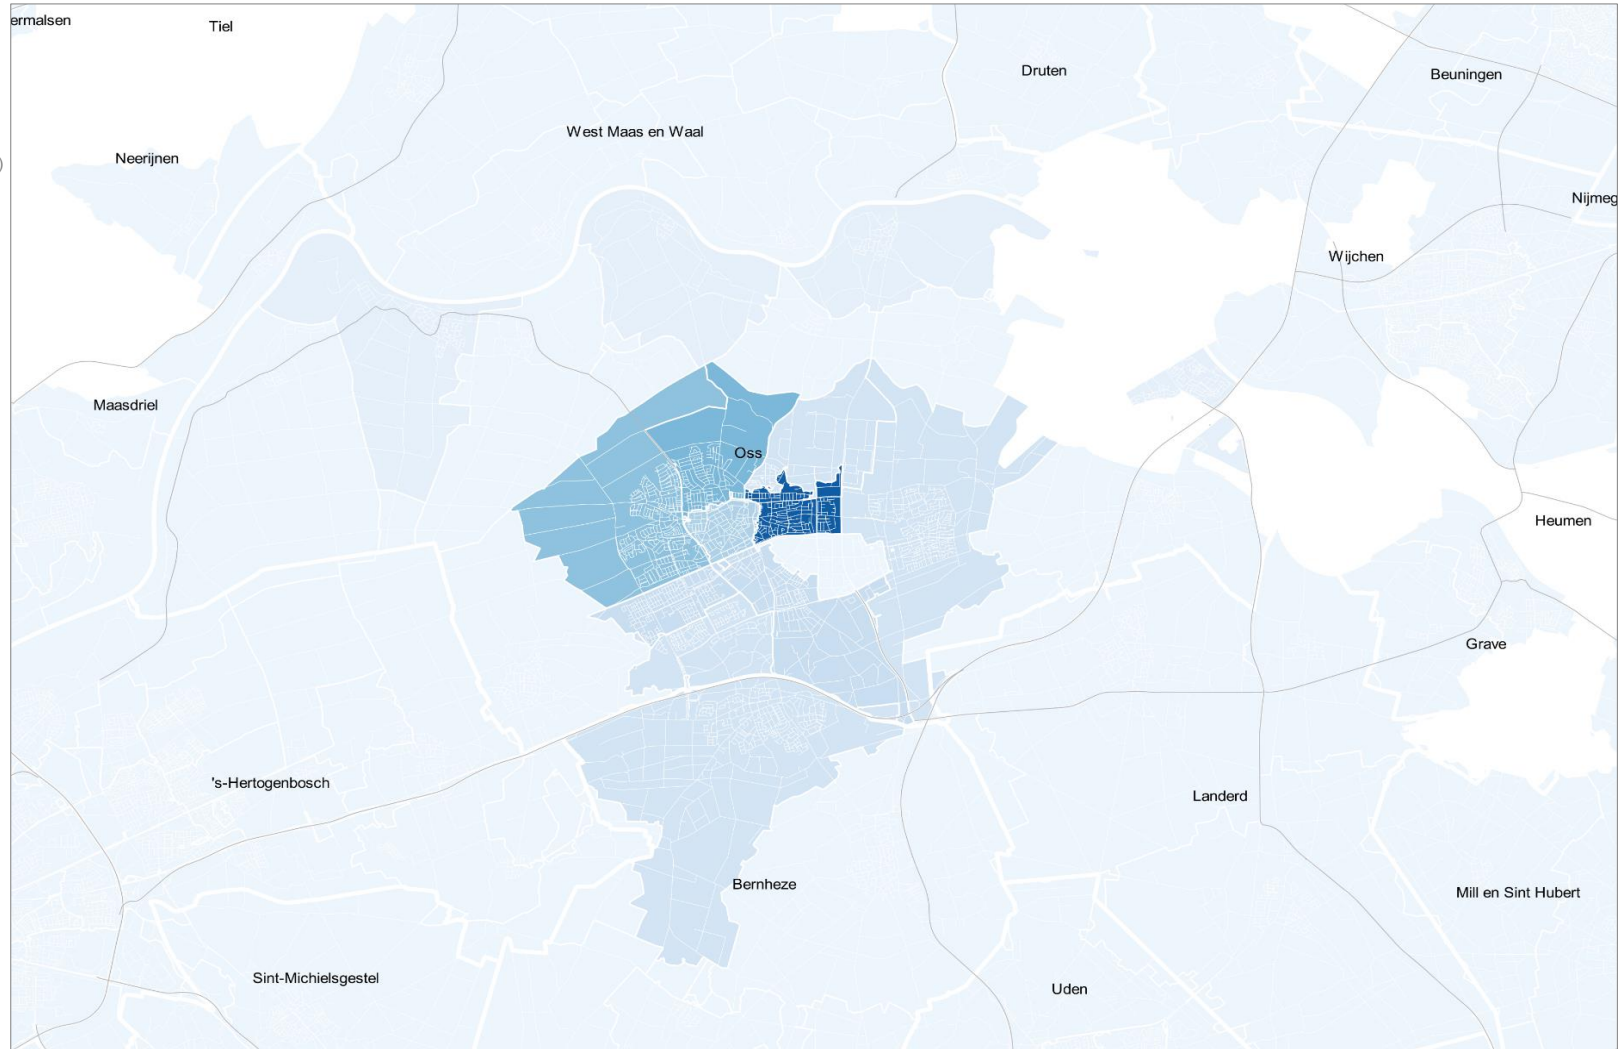 ermalsen
Tiel
Druten
Beuningen
West Maas en Waal
Neerijnen
)
Nijmeg
Wijchen
Maasdriel
Oss
Heumen
Grave
's-Hertogenbosch
Landerd
Bernheze
Mill en Sint Hubert
Sint-Michielsgestel
Uden